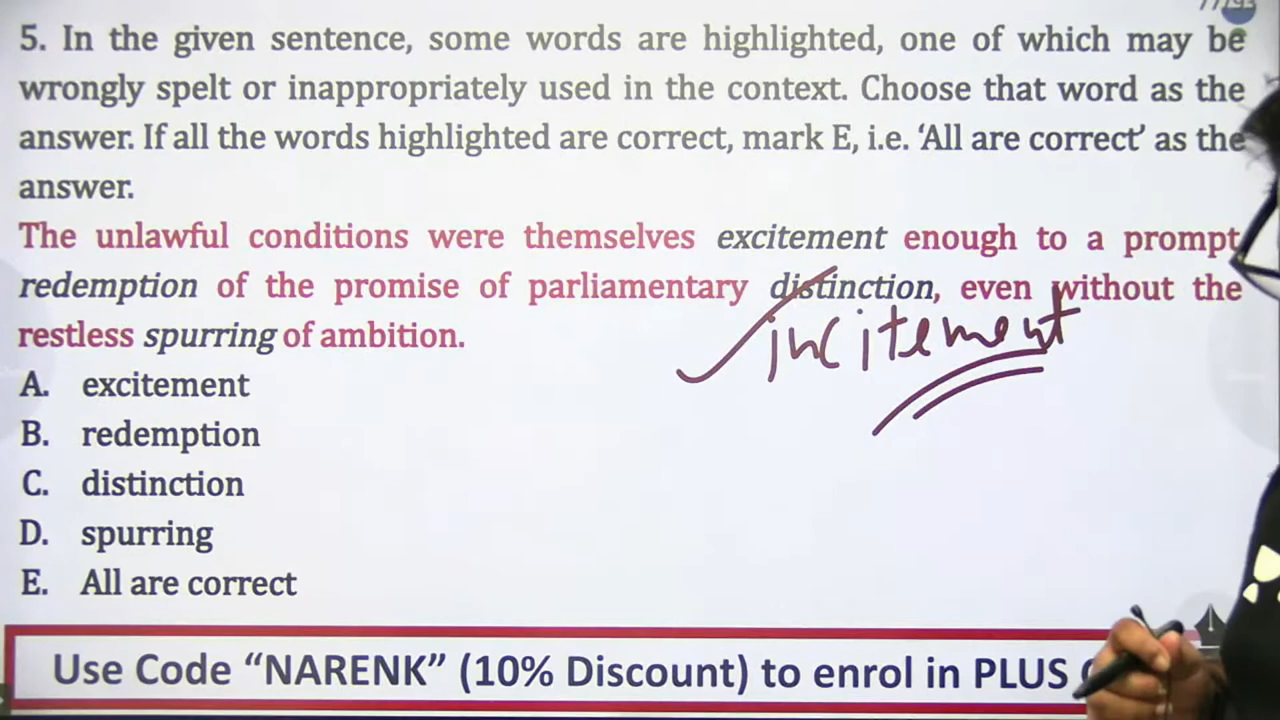 5. In the given sentence, some words are highlighted, one of which may be
wrongly spelt or inappropriately used in the context. Choose that word as the
answer. If all the words highlighted are correct, mark E, i.e. ‘All are correct’ as the
answer.
The unlawful conditions were themselves excitement enough to a prompt
redemption of the promise of parliamentary distinction, even without the
restless spurring of ambition.
incitement
A. excitement
B. redemption
C. distinction
D. spurring
E. All are correct
Use Code “NARENK” (10% Discount) to enrol in PLUS